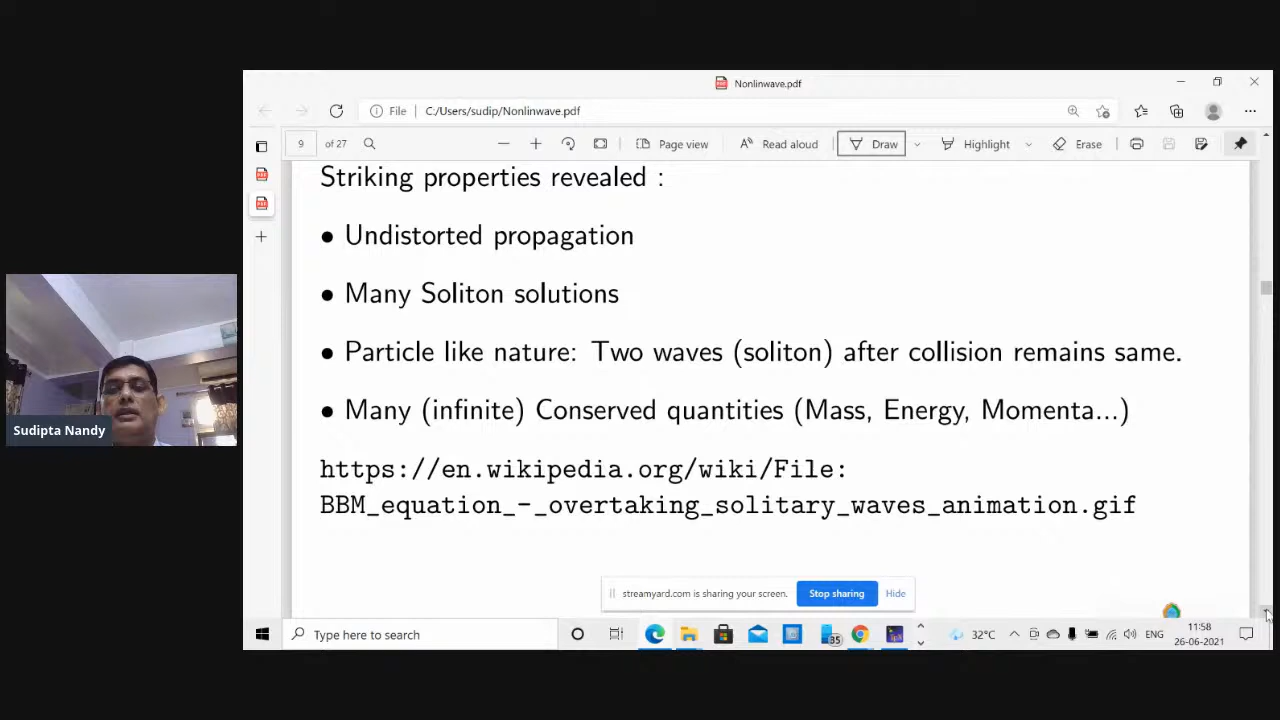 Nonlinwave.pdf
File C:/Users/sudip/Nonlinwave.pdf
9 of 27 Page view Read aloud Draw Highlight Erase
Striking properties revealed :
• Undistorted propagation
• Many Soliton solutions
• Particle like nature: Two waves (soliton) after collision remains same.
• Many (infinite) Conserved quantities (Mass, Energy, Momenta...)
https://en.wikipedia.org/wiki/File:
BBM_equation_-_overtaking_solitary_waves_animation.gif
Sudipta Nandy
streamyard.com is sharing your screen. Stop sharing Hide
Type here to search
35
32°C
ENG
11:58
26-06-2021